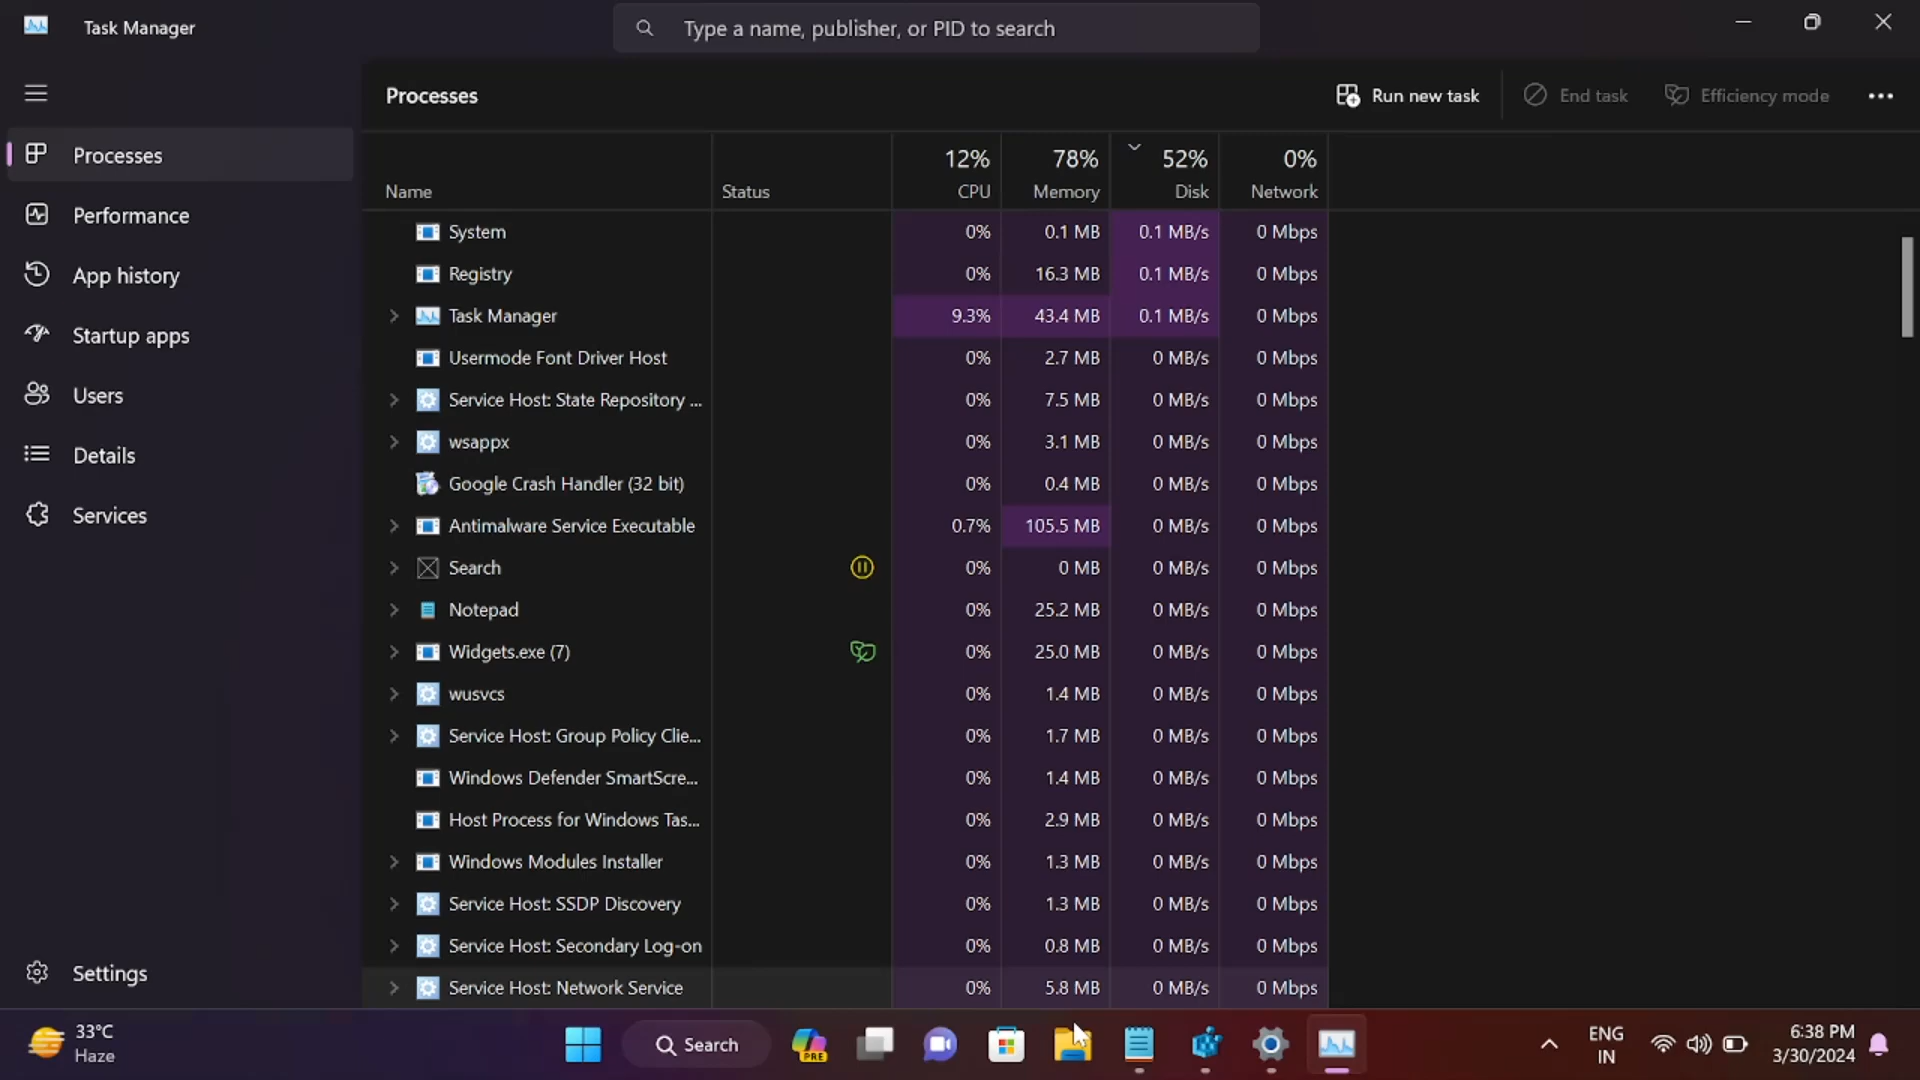 Task Manager
Type a name, publisher, or PID to search
Processes
Performance
App history
Startup apps
Users
Details
Services
Settings
Processes
Run new task
End task
Efficiency mode
12% 78% 52% 0%
Name Status CPU Memory Disk Network
System 0% 0.1 MB 0.1 MB/s 0 Mbps
Registry 0% 16.3 MB 0.1 MB/s 0 Mbps
Task Manager 9.3% 43.4 MB 0.1 MB/s 0 Mbps
Usermode Font Driver Host 0% 2.7 MB 0 MB/s 0 Mbps
Service Host: State Repository ... 0% 7.5 MB 0 MB/s 0 Mbps
wsappx 0% 3.1 MB 0 MB/s 0 Mbps
Google Crash Handler (32 bit) 0% 0.4 MB 0 MB/s 0 Mbps
Antimalware Service Executable 0.7% 105.5 MB 0 MB/s 0 Mbps
Search 0% 0 MB 0 MB/s 0 Mbps
Notepad 0% 25.2 MB 0 MB/s 0 Mbps
Widgets.exe (7) 0% 25.0 MB 0 MB/s 0 Mbps
wusvcs 0% 1.4 MB 0 MB/s 0 Mbps
Service Host: Group Policy Clie... 0% 1.7 MB 0 MB/s 0 Mbps
Windows Defender SmartScre... 0% 1.4 MB 0 MB/s 0 Mbps
Host Process for Windows Tas... 0% 2.9 MB 0 MB/s 0 Mbps
Windows Modules Installer 0% 1.3 MB 0 MB/s 0 Mbps
Service Host: SSDP Discovery 0% 1.3 MB 0 MB/s 0 Mbps
Service Host: Secondary Log-on 0% 0.8 MB 0 MB/s 0 Mbps
Service Host: Network Service 0% 5.8 MB 0 MB/s 0 Mbps
33°C
Haze
Search
PRE
ENG
IN
6:38 PM
3/30/2024